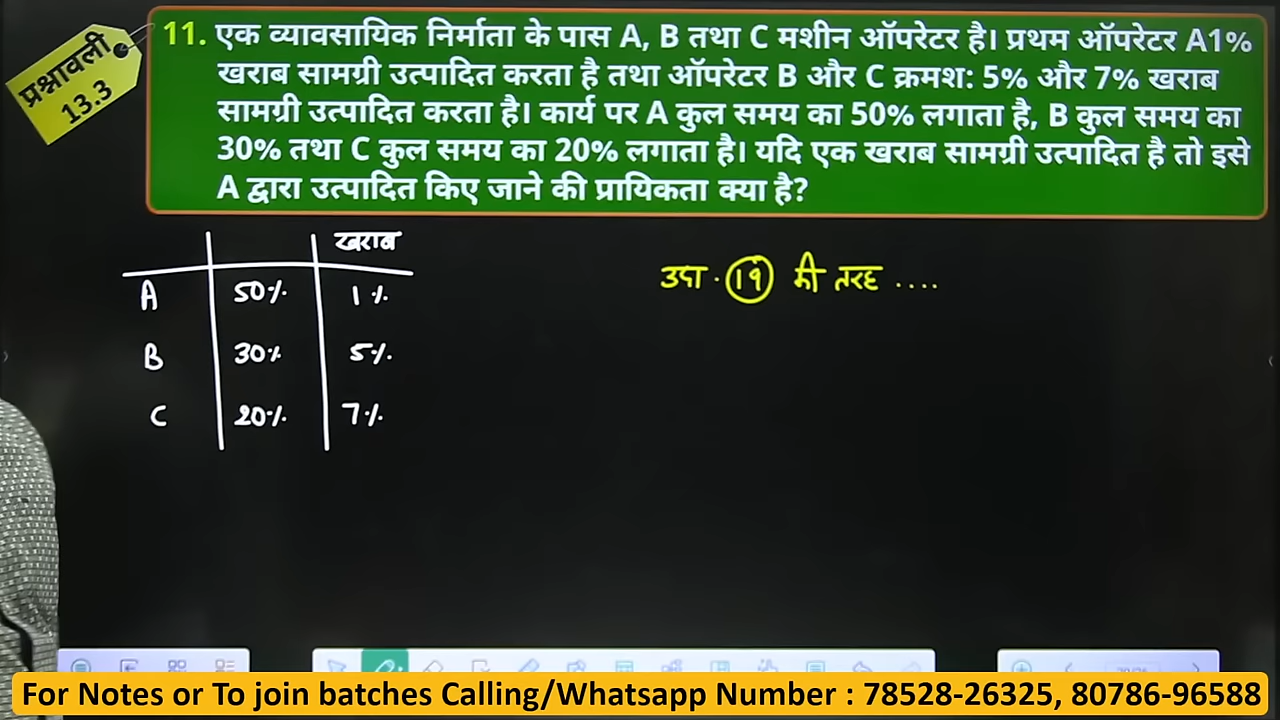 प्रश्नावली
13.3
11. एक व्यावसायिक निर्माता के पास A, B तथा C मशीन ऑपरेटर है। प्रथम ऑपरेटर A1%
खराब सामग्री उत्पादित करता है तथा ऑपरेटर B और C क्रमश: 5% और 7% खराब
सामग्री उत्पादित करता है। कार्य पर A कुल समय का 50% लगाता है, B कुल समय का
30% तथा C कुल समय का 20% लगाता है। यदि एक खराब सामग्री उत्पादित है तो इसे
A द्वारा उत्पादित किए जाने की प्रायिकता क्या है?
खराब
A 50% 1%
B 30% 5%
C 20% 7%
उदा. 19 की तरह ....
For Notes or To join batches Calling/Whatsapp Number : 78528-26325, 80786-96588